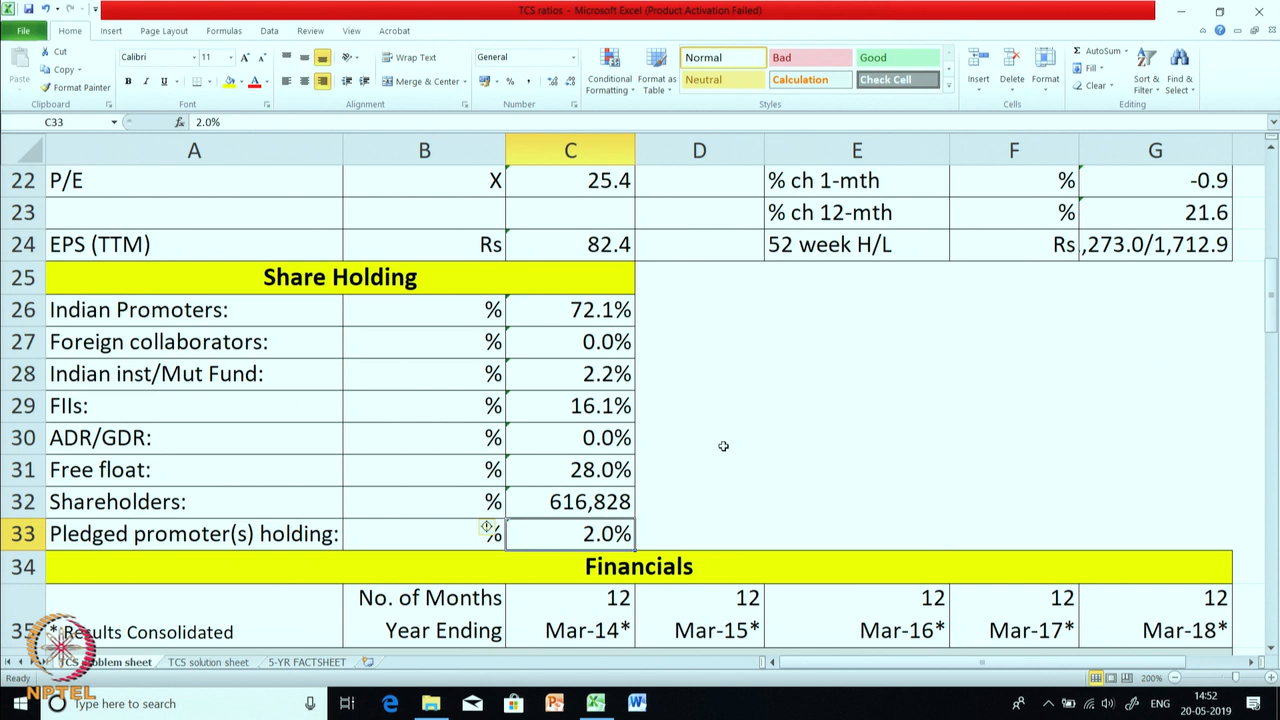 TCS ratios - Microsoft Excel (Product Activation Failed)
File Home Insert Page Layout Formulas Data Review View Acrobat
Cut
Copy
Format Painter
Paste
Clipboard
Calibri 11
B I U
Font
Wrap Text
Merge & Center
Alignment
General
Number
Conditional Formatting
Format as Table
Normal Bad Good
Neutral Calculation Check Cell
Styles
Insert Delete Format
Cells
AutoSum
Fill
Clear
Sort & Filter
Find & Select
Editing
C33 fx 2.0%
A B C D E F G
22 P/E X 25.4 % ch 1-mth % -0.9
23 % ch 12-mth % 21.6
24 EPS (TTM) Rs 82.4 52 week H/L Rs ,273.0/1,712.9
25 Share Holding
26 Indian Promoters: % 72.1%
27 Foreign collaborators: % 0.0%
28 Indian inst/Mut Fund: % 2.2%
29 FIIs: % 16.1%
30 ADR/GDR: % 0.0%
31 Free float: % 28.0%
32 Shareholders: % 616,828
33 Pledged promoter(s) holding: % 2.0%
34 Financials
No. of Months 12 12 12 12 12
35 * Results Consolidated Year Ending Mar-14* Mar-15* Mar-16* Mar-17* Mar-18*
TCS problem sheet TCS solution sheet 5-YR FACTSHEET
Ready 200%
NPTEL
Type here to search
ENG
14:52
20-05-2019